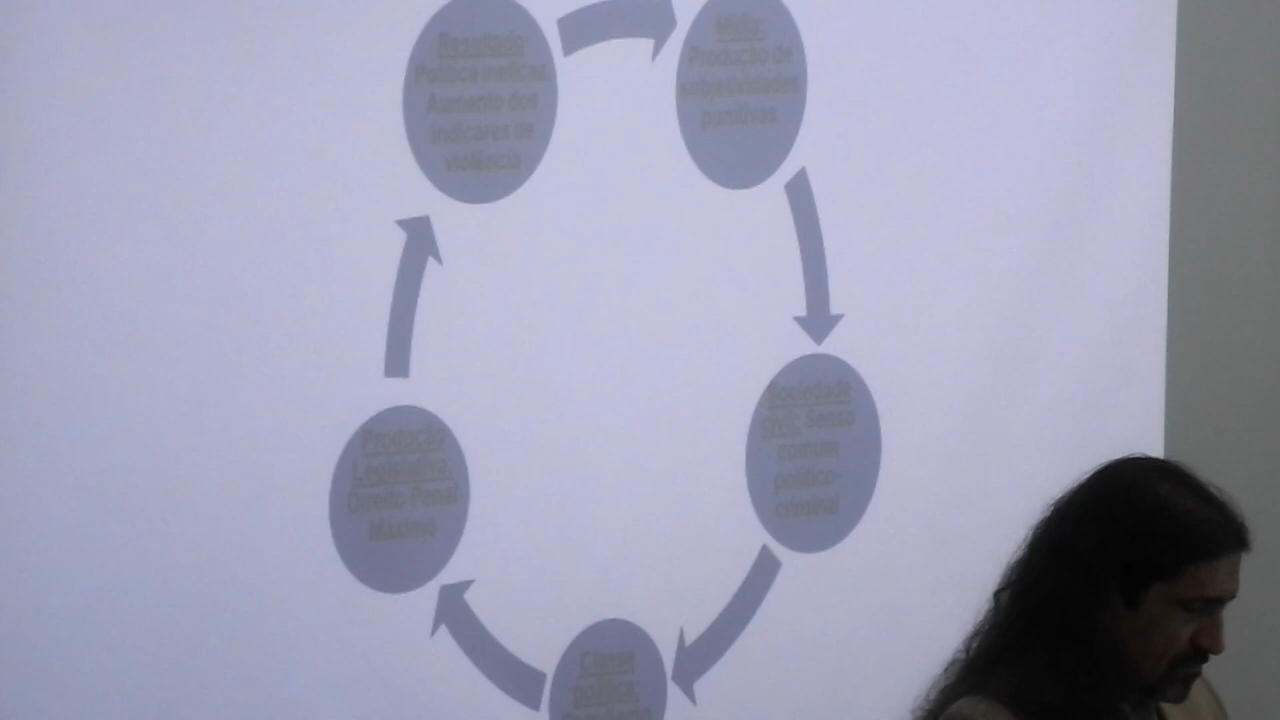 Resultado:
Política ineficaz
Aumento dos
indicares de
violência
Mídia:
Produção de
subjetividades
punitivas
Sociedade
civil: Senso
comum
político-
criminal
Classe
política:
Produção
Legislativa:
Direito Penal
Máximo